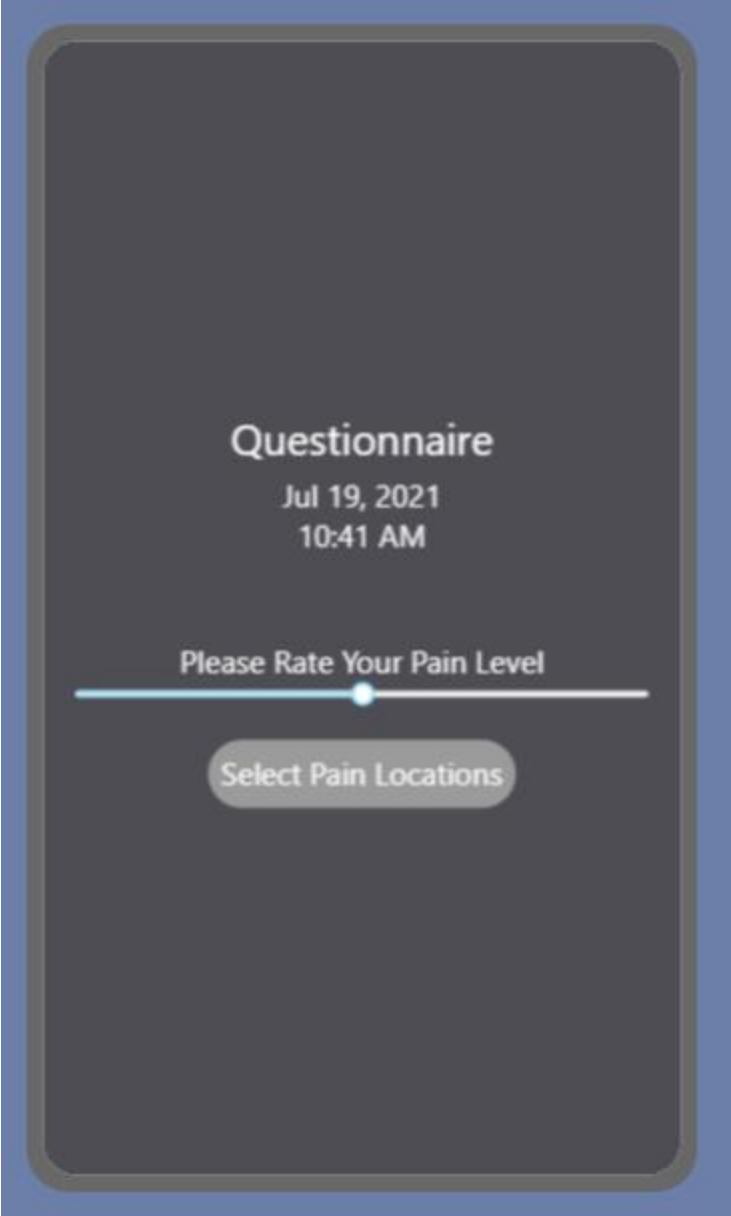 Questionnaire
Jul 19, 2021
10:41 AM
Please Rate Your Pain Level
Select Pain Locations